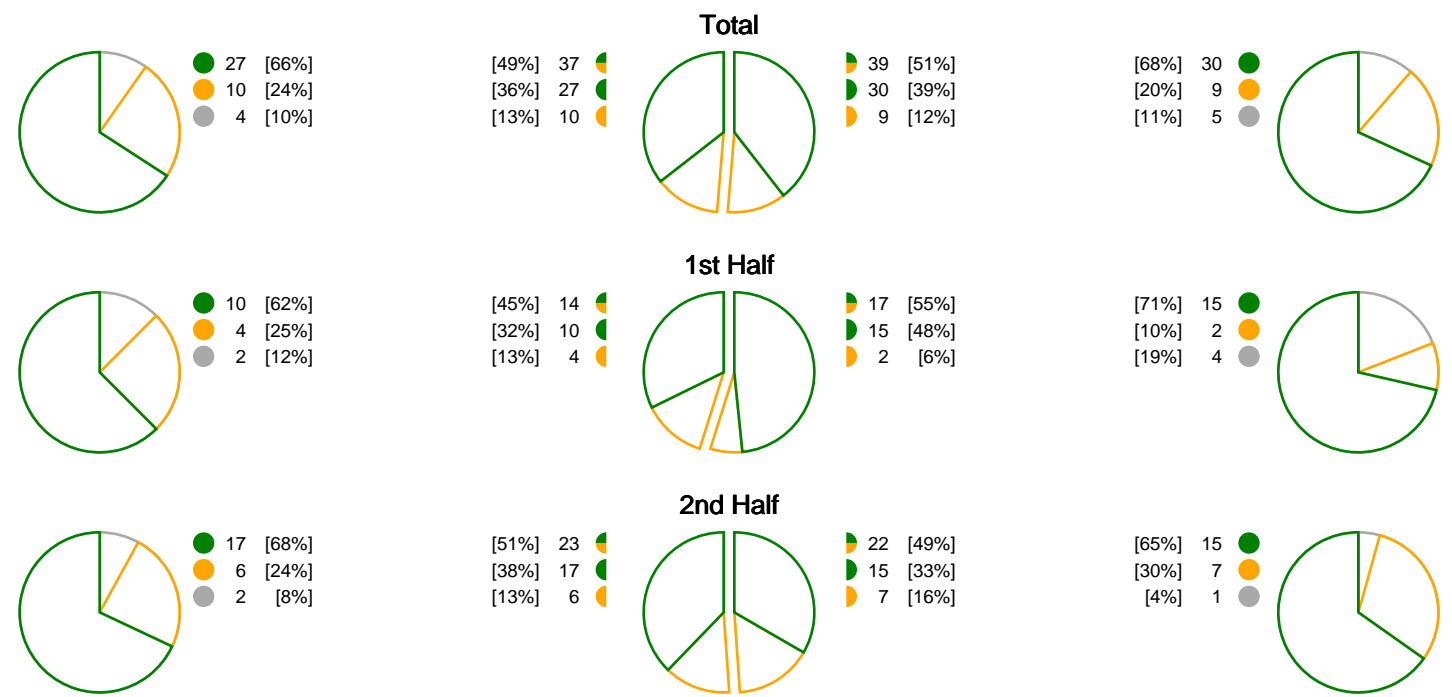 Total
27 [66%] [49%] 37 39 [51%] [68%] 30
10 [24%] [36%] 27 30 [39%] [20%] 9
4 [10%] [13%] 10 9 [12%] [11%] 5
1st Half
10 [62%] [45%] 14 17 [55%] [71%] 15
4 [25%] [32%] 10 15 [48%] [10%] 2
2 [12%] [13%] 4 2 [6%] [19%] 4
2nd Half
17 [68%] [51%] 23 22 [49%] [65%] 15
6 [24%] [38%] 17 15 [33%] [30%] 7
2 [8%] [13%] 6 7 [16%] [4%] 1